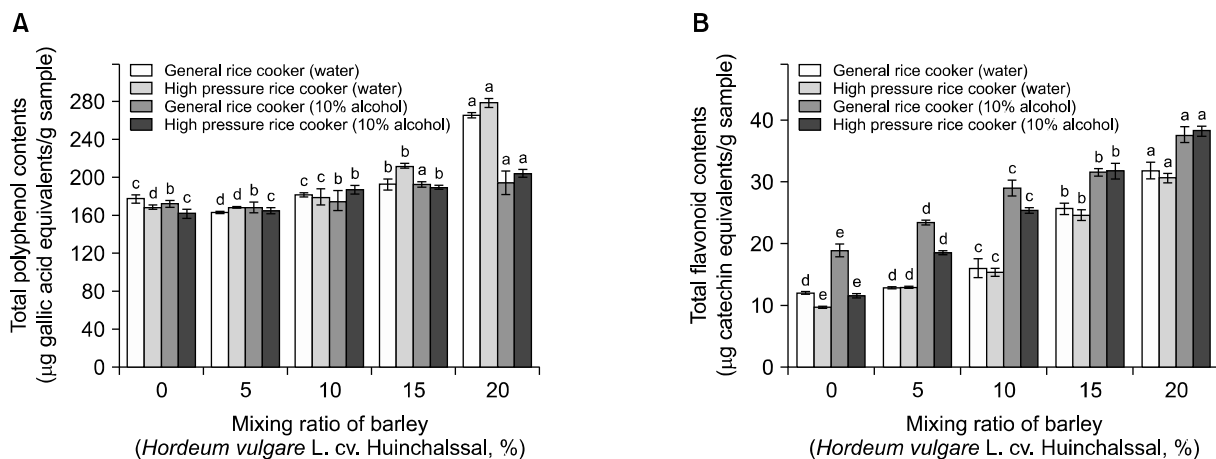 A
General rice cooker (water)
High pressure rice cooker (water)
General rice cooker (10% alcohol)
High pressure rice cooker (10% alcohol)
Total polyphenol contents
(μg gallic acid equivalents/g sample)
280
240
200
180
160
120
80
40
0
c d b c
d d b c
c c b b
b b a b
a a a a
0 5 10 15 20
Mixing ratio of barley
(Hordeum vulgare L. cv. Huinchalssal, %)
B
General rice cooker (water)
High pressure rice cooker (water)
General rice cooker (10% alcohol)
High pressure rice cooker (10% alcohol)
Total flavonoid contents
(μg catechin equivalents/g sample)
40
30
20
10
0
d e e e
d d d d
c c c c
b b b b
a a a a
0 5 10 15 20
Mixing ratio of barley
(Hordeum vulgare L. cv. Huinchalssal, %)